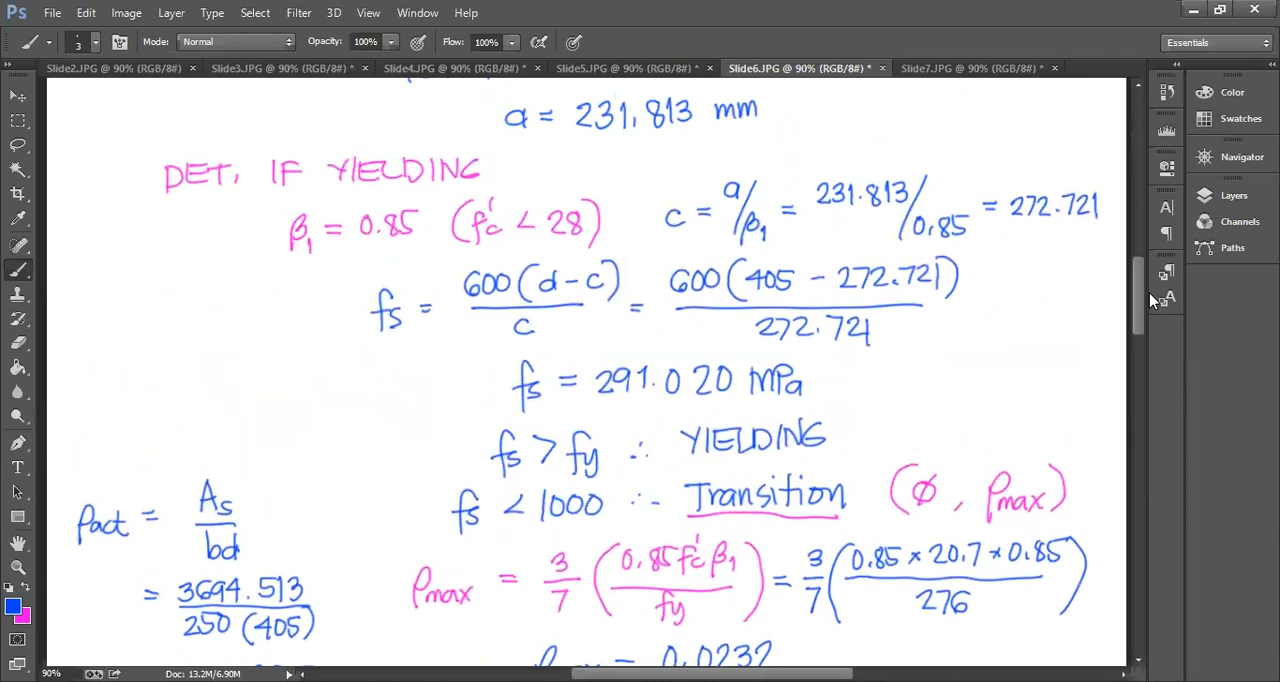 Ps File Edit Image Layer Type Select Filter 3D View Window Help
3 Mode: Normal Opacity: 100% Flow: 100% Essentials
Slide2.JPG @ 90% (RGB/8#) × Slide3.JPG @ 90% (RGB/8#) * × Slide4.JPG @ 90% (RGB/8#) * × Slide5.JPG @ 90% (RGB/8#) * × Slide6.JPG @ 90% (RGB/8#) * × Slide7.JPG @ 90% (RGB/8#) * ×
a = 231.813 mm
DET. IF YIELDING
β1 = 0.85 (f'c < 28)
c = a/β1 = 231.813/0.85 = 272.721
fs = 600(d-c)/c = 600(405 - 272.721)/272.721
fs = 291.020 MPa
fs > fy ∴ YIELDING
fs < 1000 ∴ Transition (φ, ρmax)
ρact = As/bd
= 3694.513/250(405)
ρmax = 3/7 (0.85f'cβ1/fy) = 3/7 (0.85 × 20.7 × 0.85/276)
= 0.0232
Color
Swatches
Navigator
Layers
Channels
Paths
90% Doc: 13.2M/6.90M